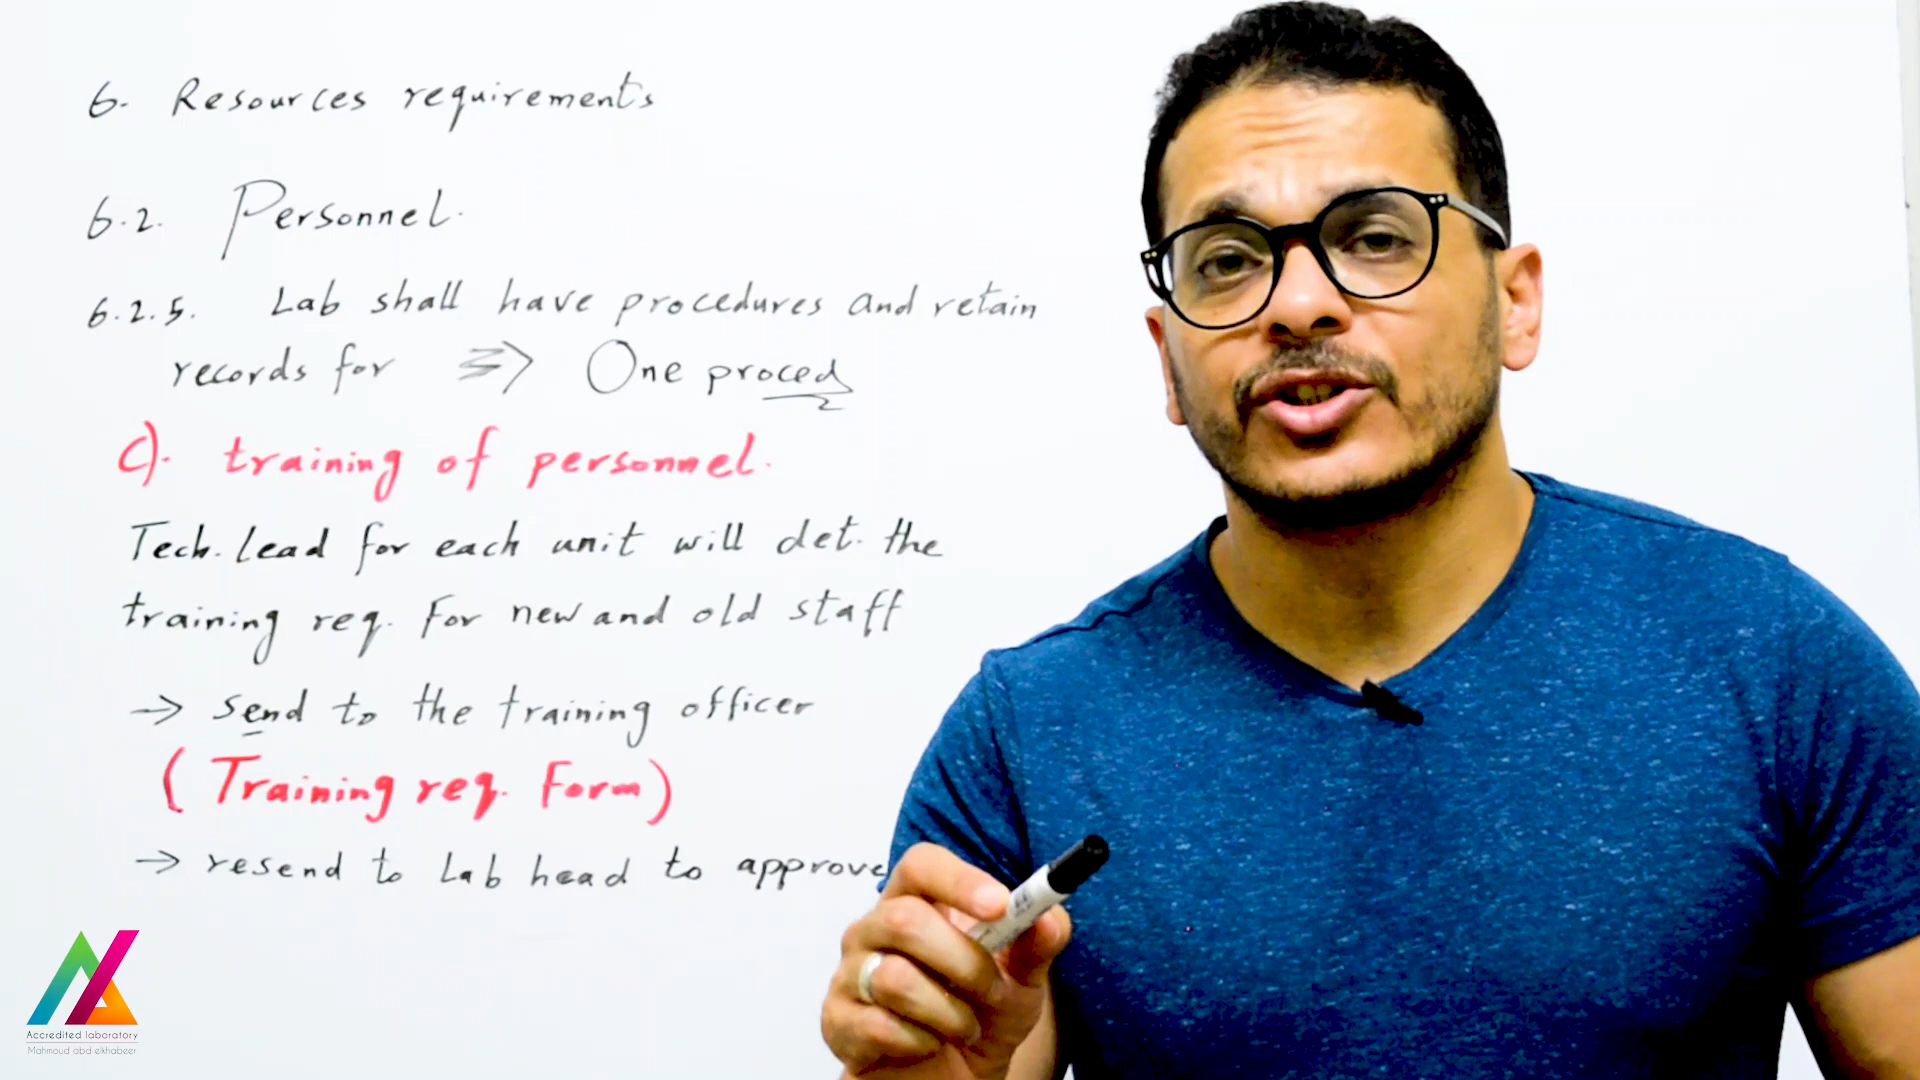 6. Resources requirements
6.2. Personnel.
6.2.5. Lab shall have procedures and retain
records for => One proced
c). training of personnel.
Tech. lead for each unit will det. the
training req. For new and old staff
→ send to the training officer
( Training req. Form )
→ resend to Lab head to approve
Accredited laboratory
Mahmoud abd elkhabeer